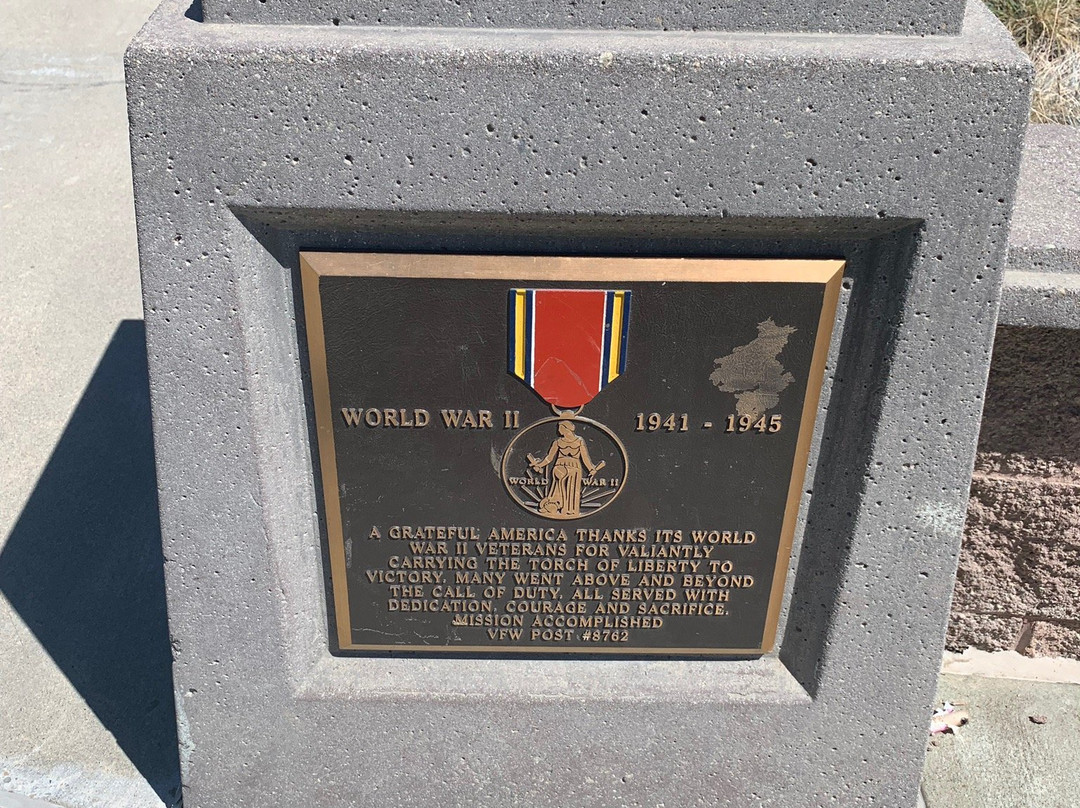 WORLD WAR II 1941 - 1945
WORLD WAR II
A GRATEFUL AMERICA THANKS ITS WORLD
WAR II VETERANS FOR VALIANTLY
CARRYING THE TORCH OF LIBERTY TO
VICTORY. MANY WENT ABOVE AND BEYOND
THE CALL OF DUTY. ALL SERVED WITH
DEDICATION, COURAGE AND SACRIFICE.
MISSION ACCOMPLISHED
VFW POST #8762